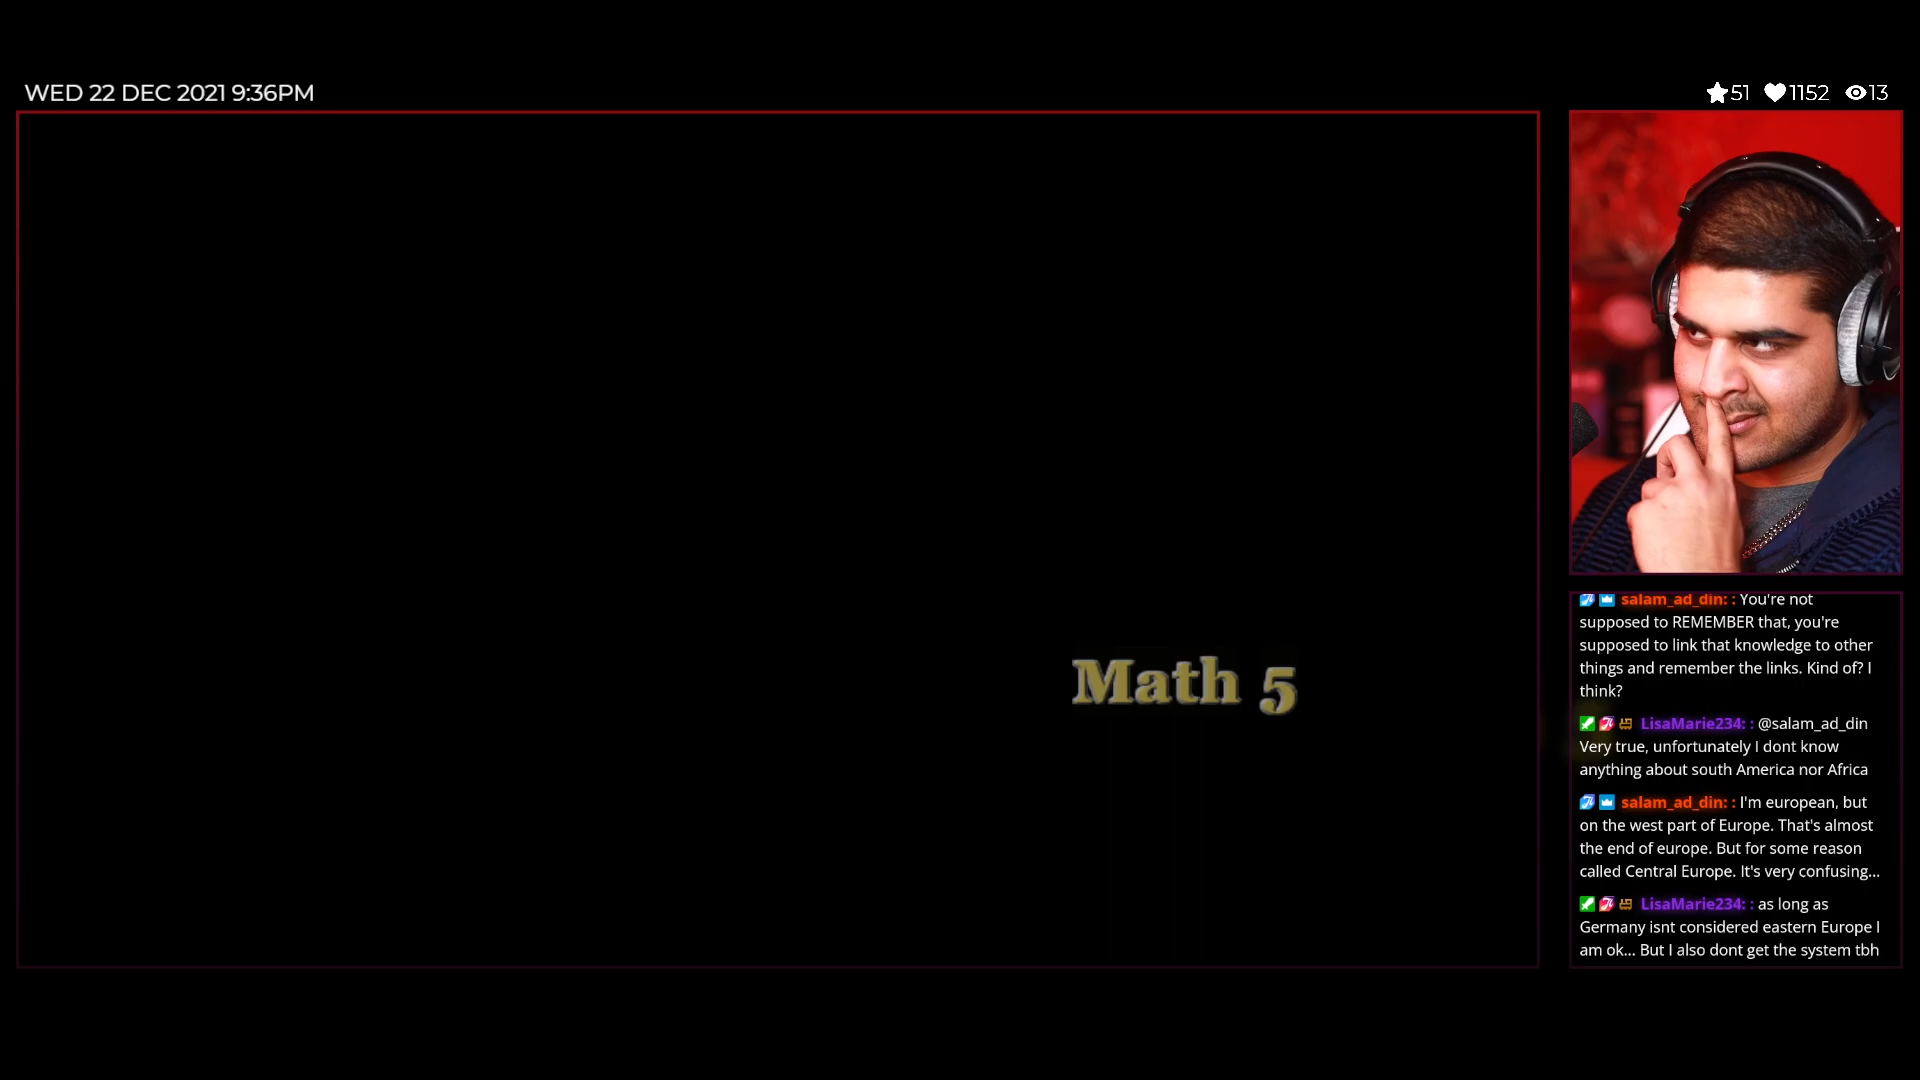 WED 22 DEC 2021 9:36PM
51 1152 13
Math 5
salam_ad_din: : You're not
supposed to REMEMBER that, you're
supposed to link that knowledge to other
things and remember the links. Kind of? I
think?
LisaMarie234: : @salam_ad_din
Very true, unfortunately I dont know
anything about south America nor Africa
salam_ad_din: : I'm european, but
on the west part of Europe. That's almost
the end of europe. But for some reason
called Central Europe. It's very confusing...
LisaMarie234: : as long as
Germany isnt considered eastern Europe I
am ok... But I also dont get the system tbh